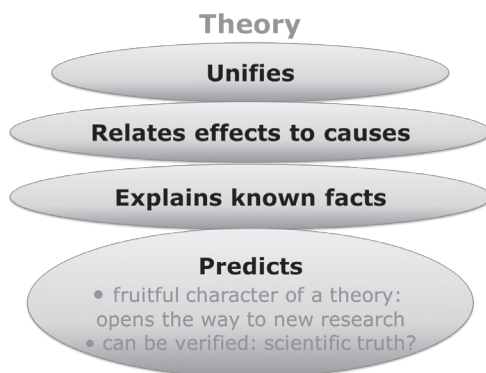 Theory
Unifies
Relates effects to causes
Explains known facts
Predicts
• fruitful character of a theory:
opens the way to new research
• can be verified: scientific truth?